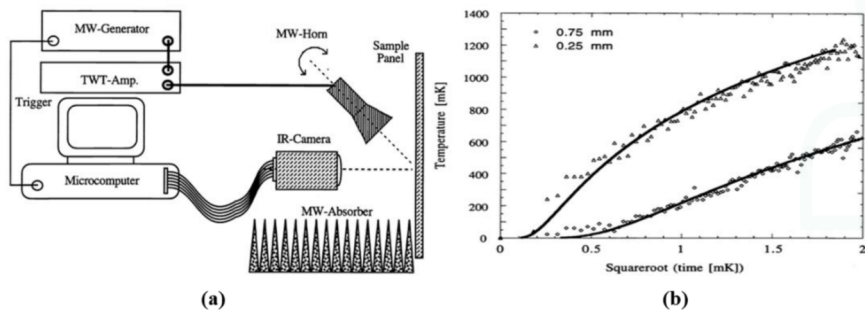 MW-Generator
MW-Horn
Sample
Panel
TWT-Amp.
Trigger
IR-Camera
Microcomputer
MW-Absorber
(a)
1400
1200
1000
800
600
400
200
0
Temperature [mK]
0.75 mm
0.25 mm
0 0.5 1 1.5 2
Squareroot (time [mK])
(b)